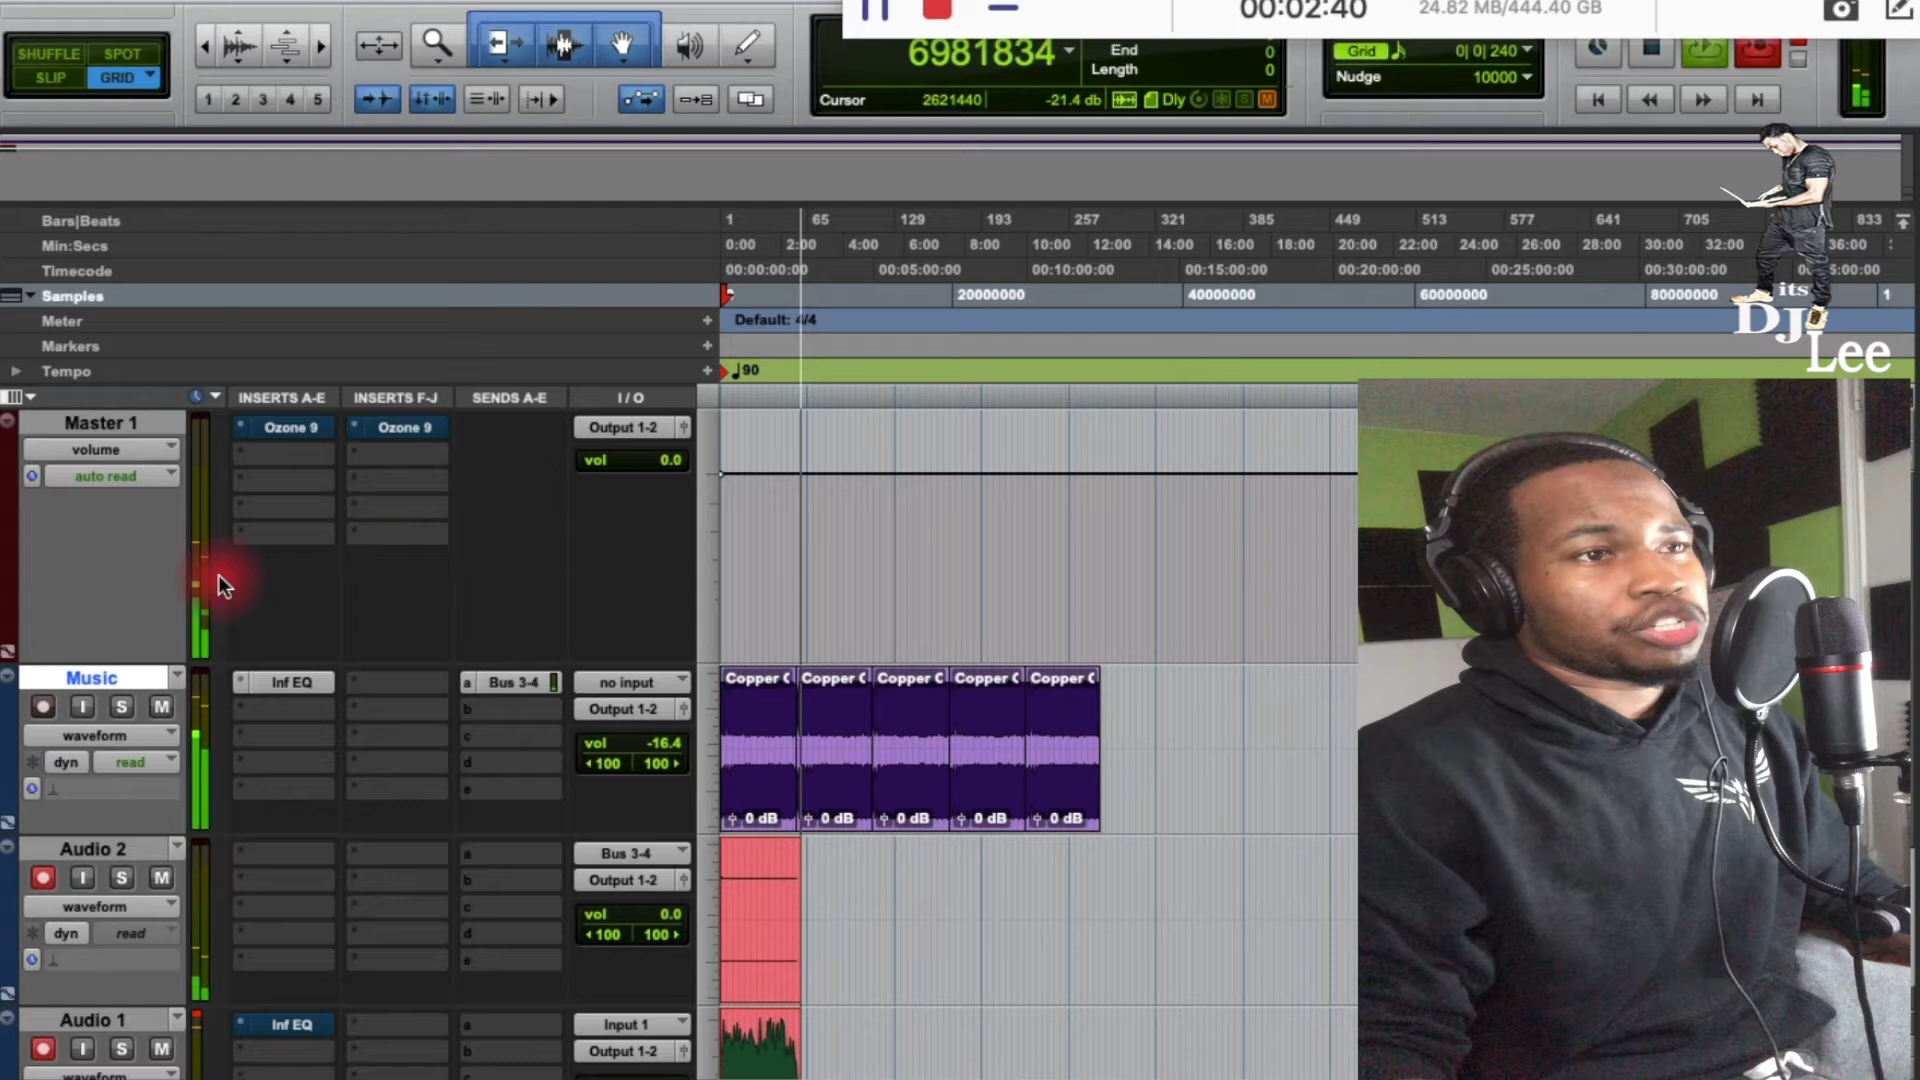 00:02:40
24.82 MB/444.40 GB
SHUFFLE SPOT
SLIP GRID
1 2 3 4 5
6981834
End 0
Length 0
Cursor 2621440 -21.4 db Dly S M
Grid 0| 0| 240
Nudge 10000
Bars|Beats 1 65 129 193 257 321 385 449 513 577 641 705 833
Min:Secs 0:00 2:00 4:00 6:00 8:00 10:00 12:00 14:00 16:00 18:00 20:00 22:00 24:00 26:00 28:00 30:00 32:00 36:00
Timecode 00:00:00:00 00:05:00:00 00:10:00:00 00:15:00:00 00:20:00:00 00:25:00:00 00:30:00:00 5:00:00
Samples 20000000 40000000 60000000 80000000 1
Meter + Default: 4/4
Markers +
Tempo + 90
its
DJ
Lee
INSERTS A-E INSERTS F-J SENDS A-E I / O
Master 1 Ozone 9 Ozone 9 Output 1-2
volume vol 0.0
auto read
Music Inf EQ a Bus 3-4 no input
I S M b Output 1-2
waveform c vol -16.4
dyn read d 100 100
e
Copper Copper Copper Copper Copper
0 dB 0 dB 0 dB 0 dB 0 dB
Audio 2 a Bus 3-4
I S M b Output 1-2
waveform c vol 0.0
dyn read d 100 100
e
Audio 1 Inf EQ a Input 1
I S M b Output 1-2
waveform